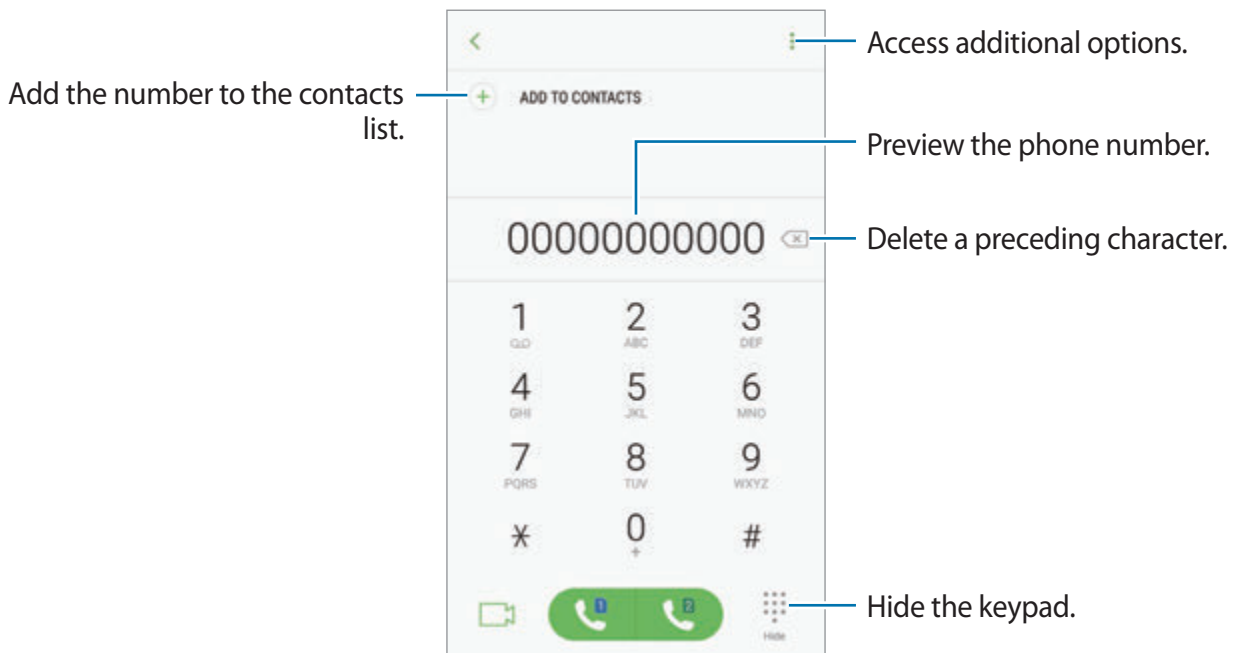 Access additional options.
Add the number to the contacts
list.
ADD TO CONTACTS
Preview the phone number.
00000000000
Delete a preceding character.
1 2 3
ABC DEF
4 5 6
GHI JKL MNO
7 8 9
PQRS TUV WXYZ
* 0 #
+
1 2
Hide the keypad.
Hide